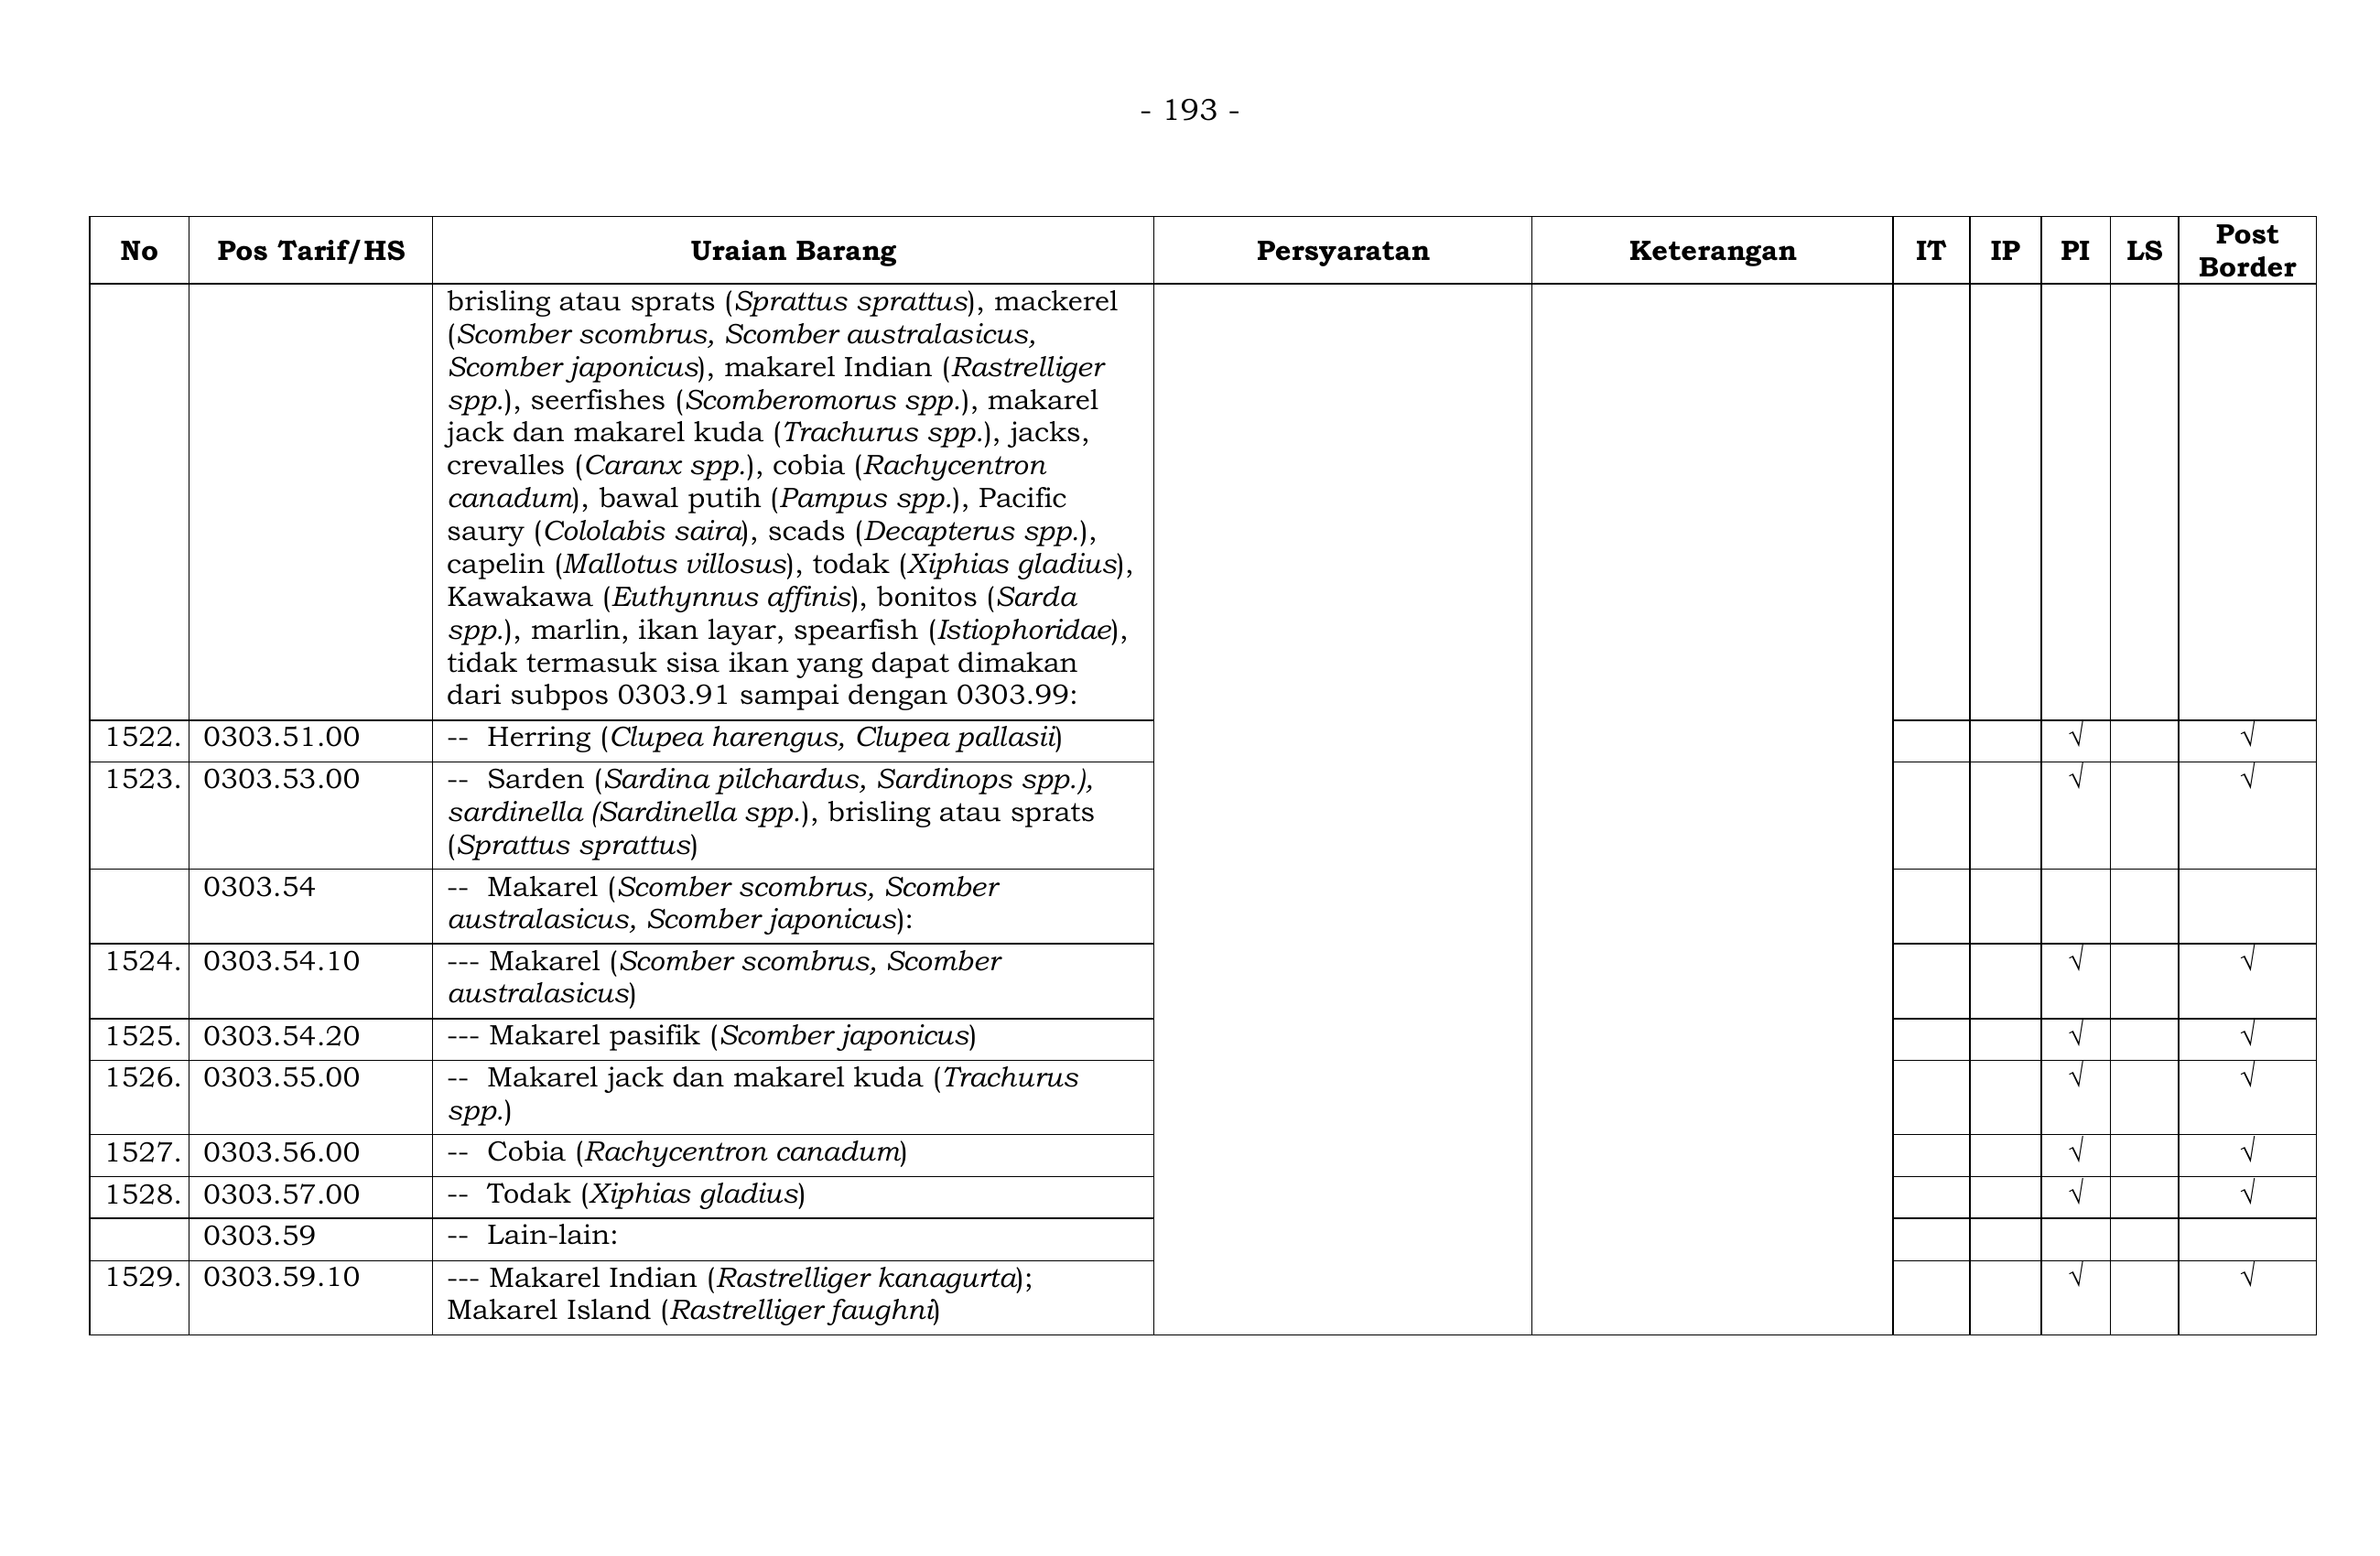 - 193 -
No Pos Tarif/HS Uraian Barang Persyaratan Keterangan IT IP PI LS Post Border
brisling atau sprats (Sprattus sprattus), mackerel
(Scomber scombrus, Scomber australasicus,
Scomber japonicus), makarel Indian (Rastrelliger
spp.), seerfishes (Scomberomorus spp.), makarel
jack dan makarel kuda (Trachurus spp.), jacks,
crevalles (Caranx spp.), cobia (Rachycentron
canadum), bawal putih (Pampus spp.), Pacific
saury (Cololabis saira), scads (Decapterus spp.),
capelin (Mallotus villosus), todak (Xiphias gladius),
Kawakawa (Euthynnus affinis), bonitos (Sarda
spp.), marlin, ikan layar, spearfish (Istiophoridae),
tidak termasuk sisa ikan yang dapat dimakan
dari subpos 0303.91 sampai dengan 0303.99:
1522. 0303.51.00 -- Herring (Clupea harengus, Clupea pallasii) √ √
1523. 0303.53.00 -- Sarden (Sardina pilchardus, Sardinops spp.), √ √
sardinella (Sardinella spp.), brisling atau sprats
(Sprattus sprattus)
0303.54 -- Makarel (Scomber scombrus, Scomber
australasicus, Scomber japonicus):
1524. 0303.54.10 --- Makarel (Scomber scombrus, Scomber √ √
australasicus)
1525. 0303.54.20 --- Makarel pasifik (Scomber japonicus) √ √
1526. 0303.55.00 -- Makarel jack dan makarel kuda (Trachurus √ √
spp.)
1527. 0303.56.00 -- Cobia (Rachycentron canadum) √ √
1528. 0303.57.00 -- Todak (Xiphias gladius) √ √
0303.59 -- Lain-lain:
1529. 0303.59.10 --- Makarel Indian (Rastrelliger kanagurta); √ √
Makarel Island (Rastrelliger faughni)